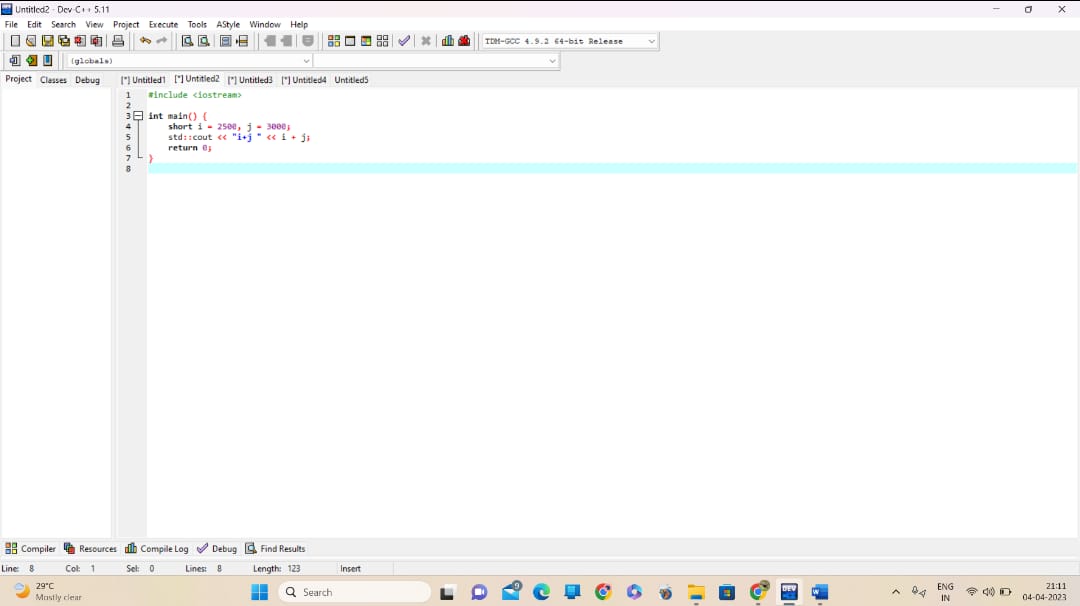 Untitled2 - Dev-C++ 5.11
File Edit Search View Project Execute Tools AStyle Window Help
TDM-GCC 4.9.2 64-bit Release
(globals)
Project Classes Debug [*] Untitled1 [*] Untitled2 [*] Untitled3 [*] Untitled4 Untitled5
1 #include <iostream>
2
3 int main() {
4 short i = 2500, j = 3000;
5 std::cout << "i+j " << i + j;
6 return 0;
7 }
8
Compiler Resources Compile Log Debug Find Results
Line: 8 Col: 1 Sel: 0 Lines: 8 Length: 123 Insert
29°C
Mostly clear
Search
9
DEV
W
ENG
IN
21:11
04-04-2023